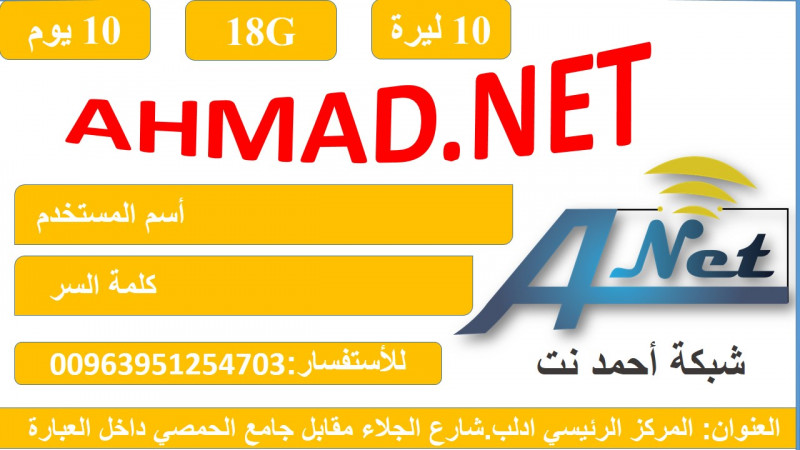 10 ليرة
18G
10 يوم
AHMAD.NET
أسم المستخدم
كلمة السر
A Net
شبكة أحمد نت
للأستفسار:00963951254703
العنوان: المركز الرئيسي ادلب.شارع الجلاء مقابل جامع الحمصي داخل العبارة